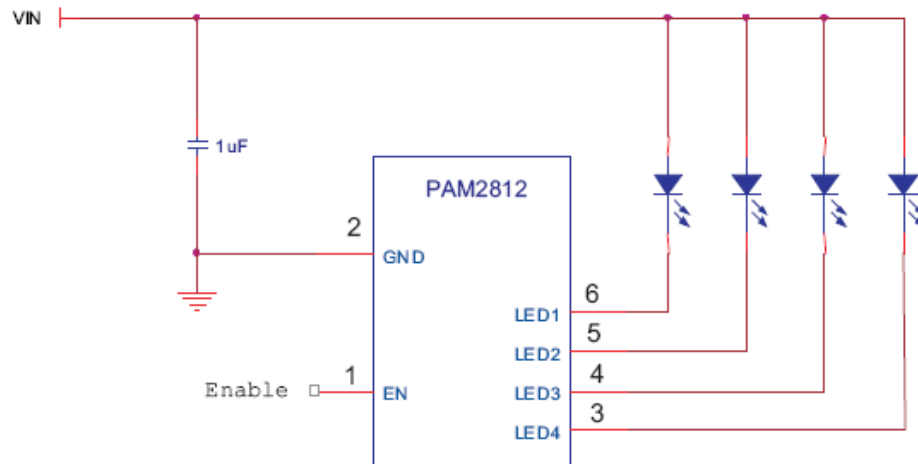 VIN
1uF
PAM2812
2
GND
6
LED1
5
LED2
1
Enable
EN
4
LED3
3
LED4